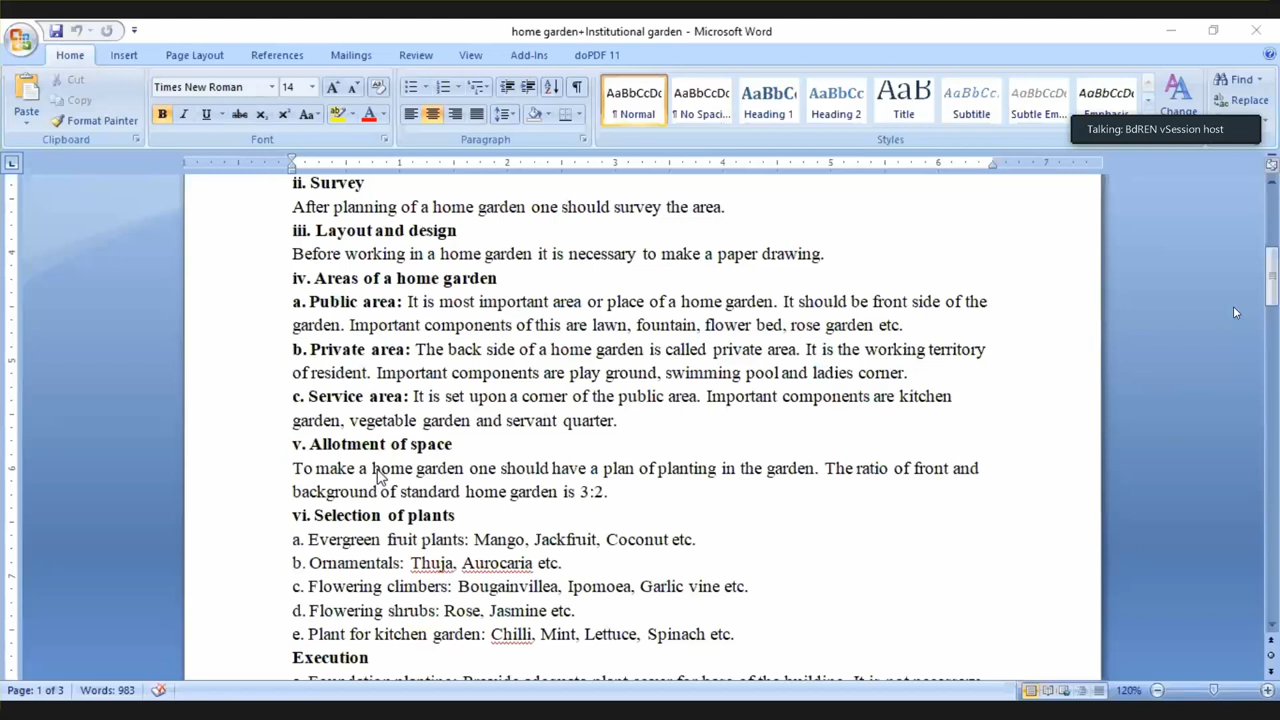 home garden+Institutional garden - Microsoft Word
Home Insert Page Layout References Mailings Review View Add-Ins doPDF 11
Paste
Cut
Copy
Format Painter
Clipboard
Times New Roman 14
Font
Paragraph
AaBbCcDc AaBbCcDc AaBbC AaBbCc AaB AaBbCc. AaBbCcDc AaBbCcDc
¶ Normal ¶ No Spaci... Heading 1 Heading 2 Title Subtitle Subtle Em... Emphasis
Change
Styles
Find
Replace
Talking: BdREN vSession host
ii. Survey
After planning of a home garden one should survey the area.
iii. Layout and design
Before working in a home garden it is necessary to make a paper drawing.
iv. Areas of a home garden
a. Public area: It is most important area or place of a home garden. It should be front side of the
garden. Important components of this are lawn, fountain, flower bed, rose garden etc.
b. Private area: The back side of a home garden is called private area. It is the working territory
of resident. Important components are play ground, swimming pool and ladies corner.
c. Service area: It is set upon a corner of the public area. Important components are kitchen
garden, vegetable garden and servant quarter.
v. Allotment of space
To make a home garden one should have a plan of planting in the garden. The ratio of front and
background of standard home garden is 3:2.
vi. Selection of plants
a. Evergreen fruit plants: Mango, Jackfruit, Coconut etc.
b. Ornamentals: Thuja, Aurocaria etc.
c. Flowering climbers: Bougainvillea, Ipomoea, Garlic vine etc.
d. Flowering shrubs: Rose, Jasmine etc.
e. Plant for kitchen garden: Chilli, Mint, Lettuce, Spinach etc.
Execution
Page: 1 of 3 Words: 983 120%